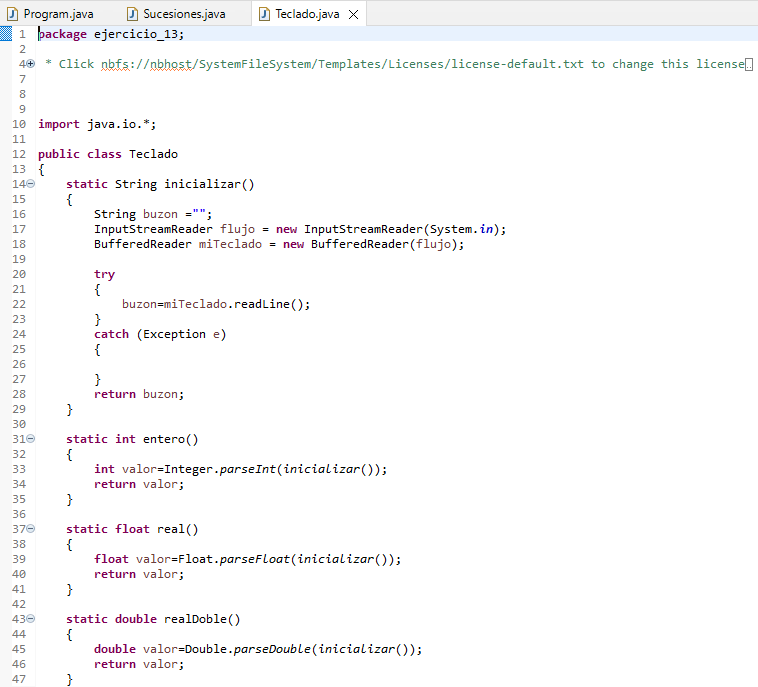 Program.java Sucesiones.java Teclado.java
1 package ejercicio_13;
2
4 * Click nbfs://nbhost/SystemFileSystem/Templates/Licenses/license-default.txt to change this license
7
8
9
10 import java.io.*;
11
12 public class Teclado
13 {
14 static String inicializar()
15 {
16 String buzon ="";
17 InputStreamReader flujo = new InputStreamReader(System.in);
18 BufferedReader miTeclado = new BufferedReader(flujo);
19
20 try
21 {
22 buzon=miTeclado.readLine();
23 }
24 catch (Exception e)
25 {
26
27 }
28 return buzon;
29 }
30
31 static int entero()
32 {
33 int valor=Integer.parseInt(inicializar());
34 return valor;
35 }
36
37 static float real()
38 {
39 float valor=Float.parseFloat(inicializar());
40 return valor;
41 }
42
43 static double realDoble()
44 {
45 double valor=Double.parseDouble(inicializar());
46 return valor;
47 }